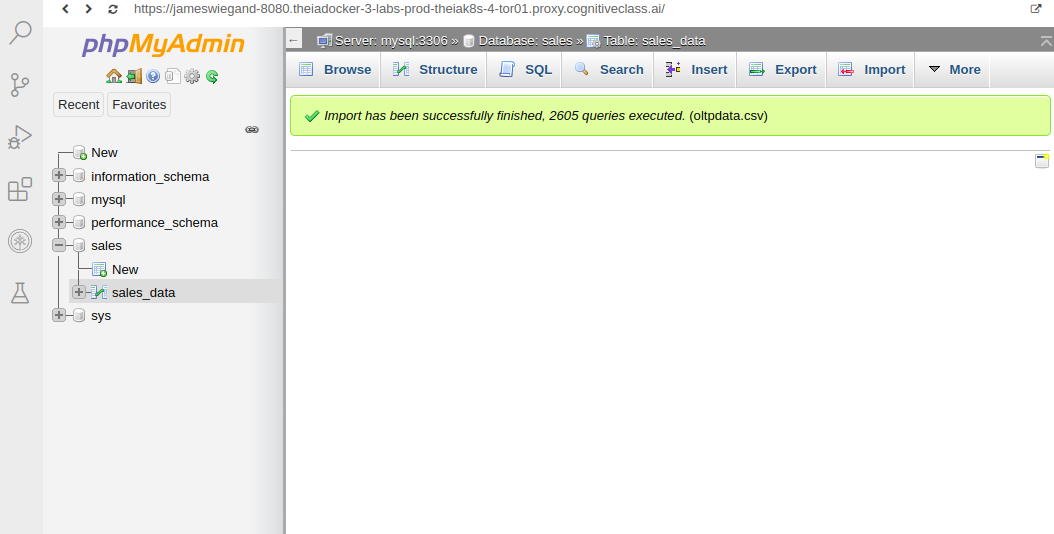 https://jameswiegand-8080.theiadocker-3-labs-prod-theiak8s-4-tor01.proxy.cognitiveclass.ai/
phpMyAdmin
Recent Favorites
New
information_schema
mysql
performance_schema
sales
New
sales_data
sys
Server: mysql:3306 » Database: sales » Table: sales_data
Browse Structure SQL Search Insert Export Import More
Import has been successfully finished, 2605 queries executed. (oltpdata.csv)